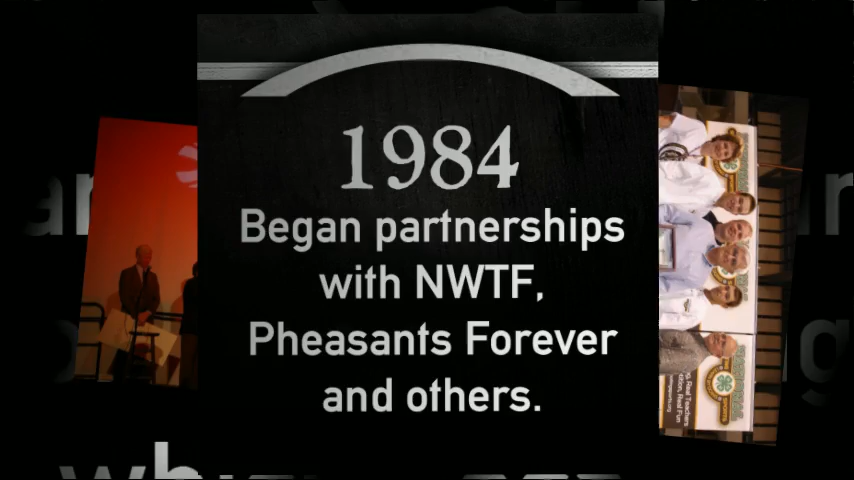 1984
Began partnerships
with NWTF,
Pheasants Forever
and others.